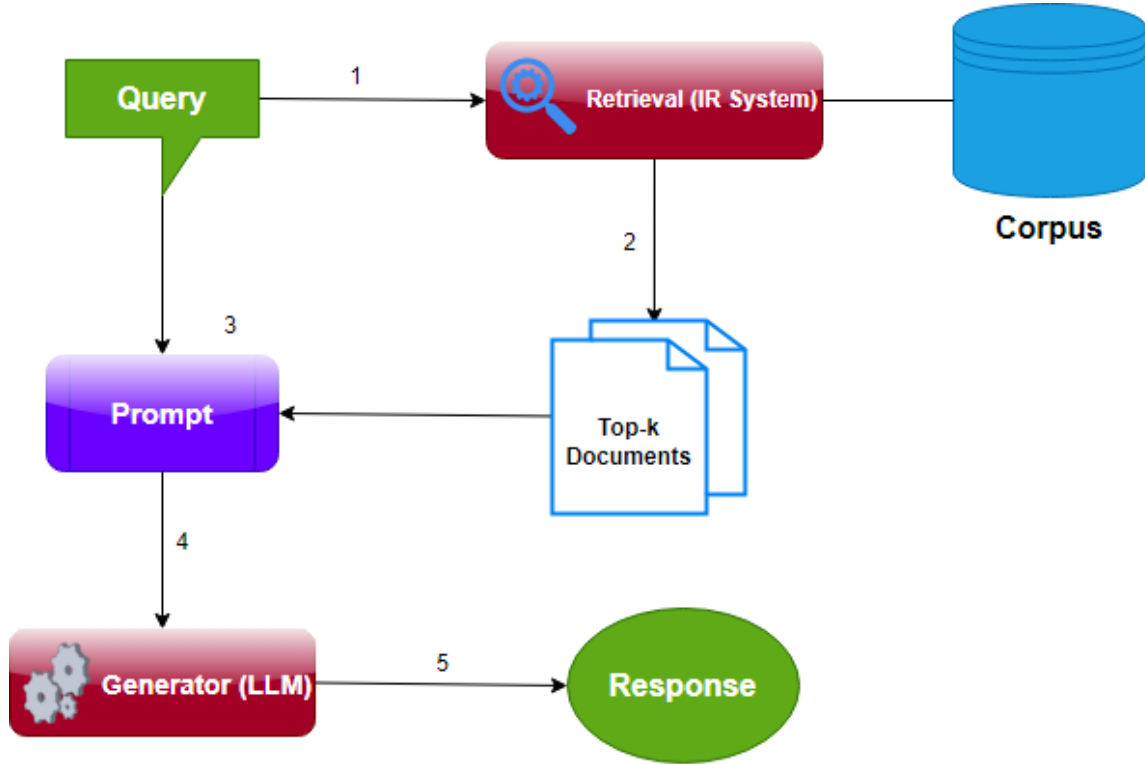 1
Query
Retrieval (IR System)
Corpus
2
3
Prompt
Top-k
Documents
4
Generator (LLM)
5
Response